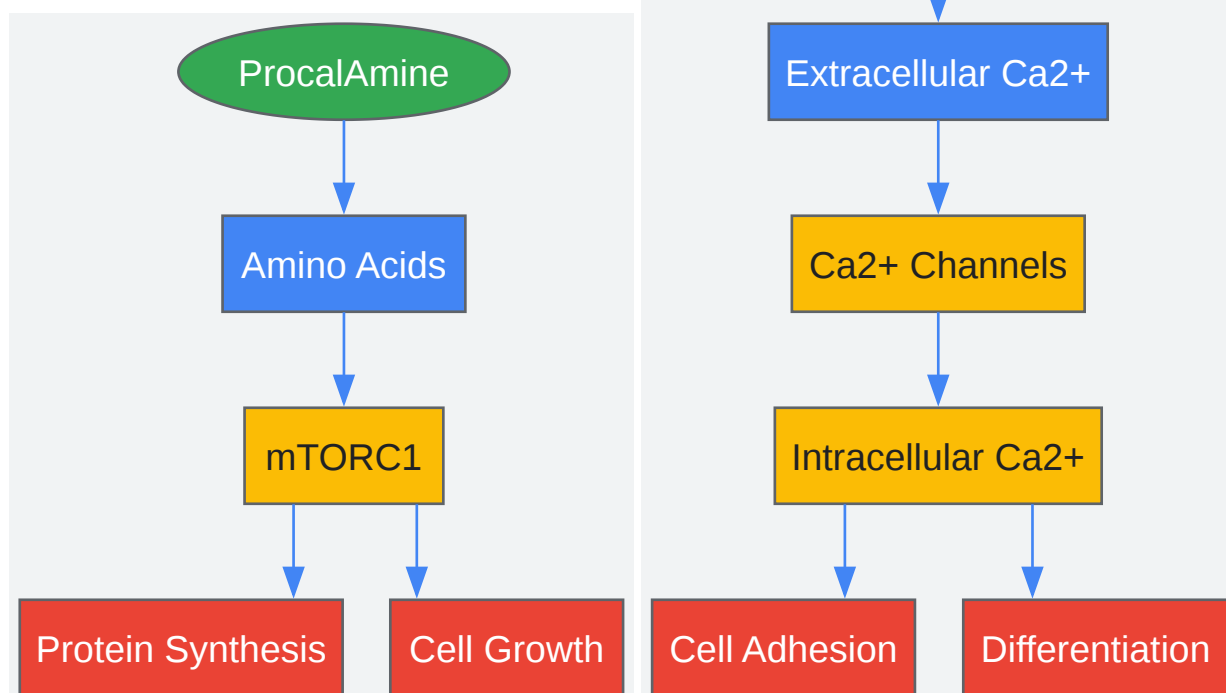 ProcalAmine
Amino Acids
mTORC1
Protein Synthesis
Cell Growth
Extracellular Ca2+
Ca2+ Channels
Intracellular Ca2+
Cell Adhesion
Differentiation